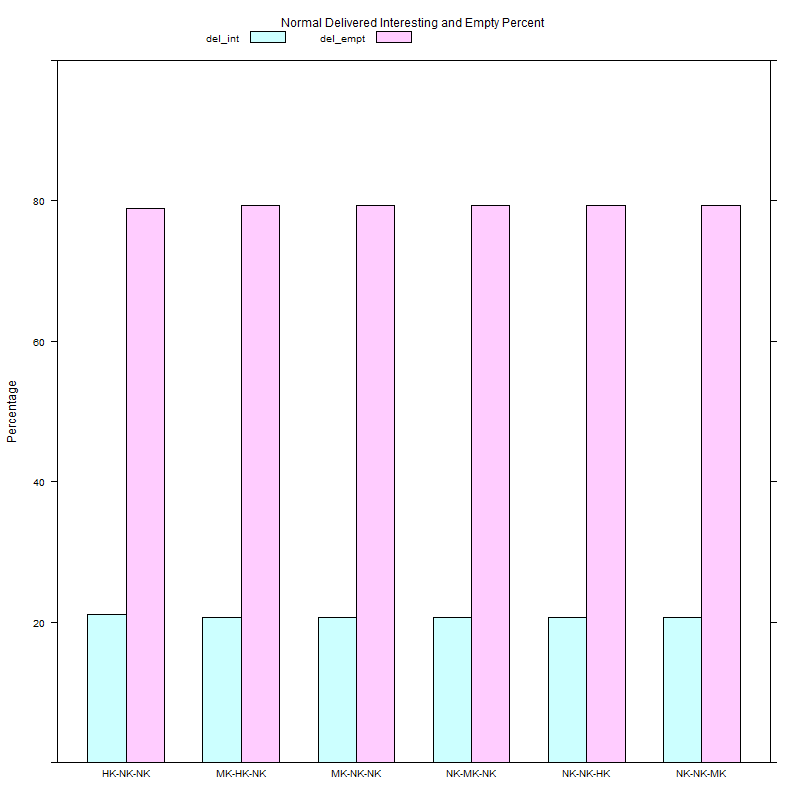 Normal Delivered Interesting and Empty Percent
del_int del_empt
80
60
Percentage
40
20
HK-NK-NK MK-HK-NK MK-NK-NK NK-MK-NK NK-NK-HK NK-NK-MK